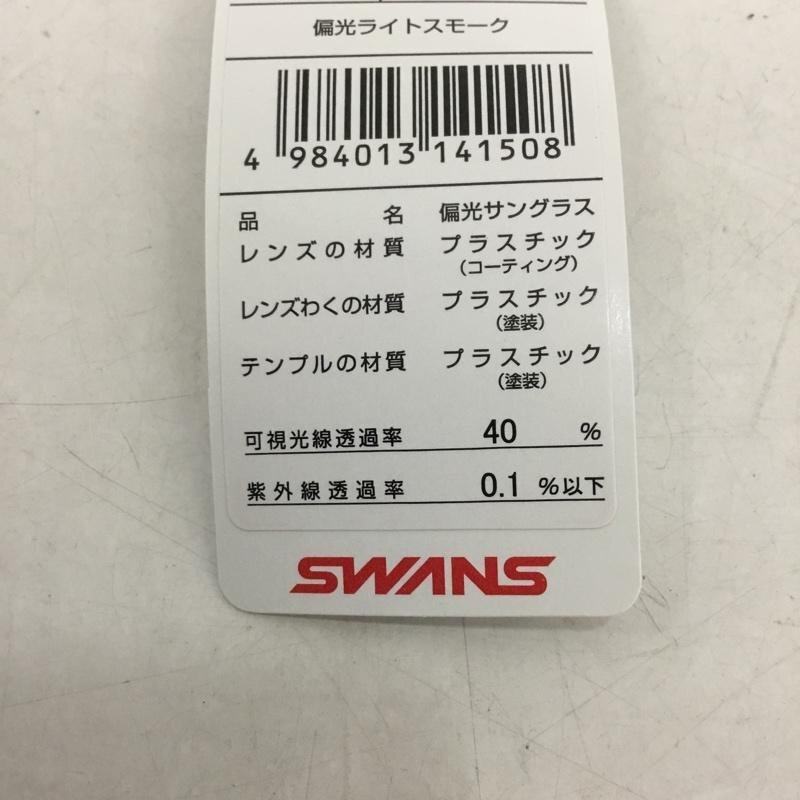 偏光ライトスモーク
4 984013 141508
品名 偏光サングラス
レンズの材質 プラスチック
(コーティング)
レンズわくの材質 プラスチック
(塗装)
テンプルの材質 プラスチック
(塗装)
可視光線透過率 40 %
紫外線透過率 0.1 %以下
SWANS